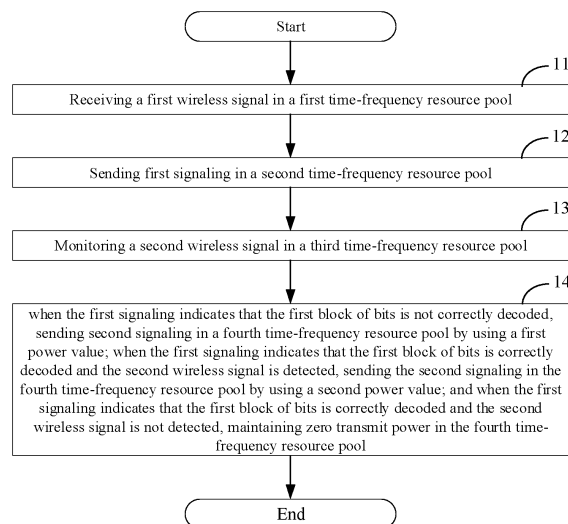 Start
11
Receiving a first wireless signal in a first time-frequency resource pool
12
Sending first signaling in a second time-frequency resource pool
13
Monitoring a second wireless signal in a third time-frequency resource pool
14
when the first signaling indicates that the first block of bits is not correctly decoded,
sending second signaling in a fourth time-frequency resource pool by using a first
power value; when the first signaling indicates that the first block of bits is correctly
decoded and the second wireless signal is detected, sending the second signaling in the
fourth time-frequency resource pool by using a second power value; and when the first
signaling indicates that the first block of bits is correctly decoded and the second
wireless signal is not detected, maintaining zero transmit power in the fourth time-
frequency resource pool
End